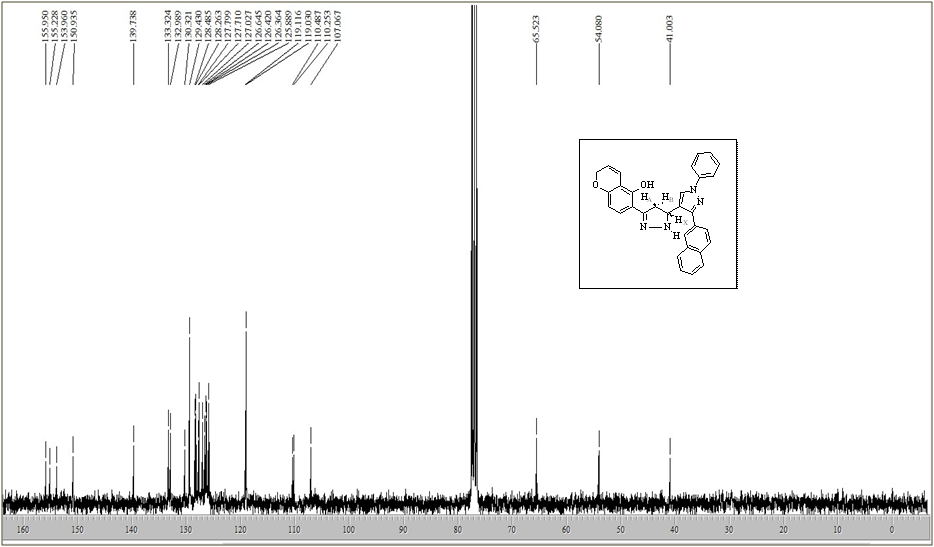 155.950
155.228
153.960
150.935
139.738
133.324
132.989
130.321
129.430
128.485
128.263
127.799
127.710
127.027
126.645
126.420
126.364
125.889
119.116
119.030
110.487
110.253
107.067
65.523
54.080
41.003
O
OH
H A
H B
H X
N
N
N
N
H
160 150 140 130 120 110 100 90 80 70 60 50 40 30 20 10 0